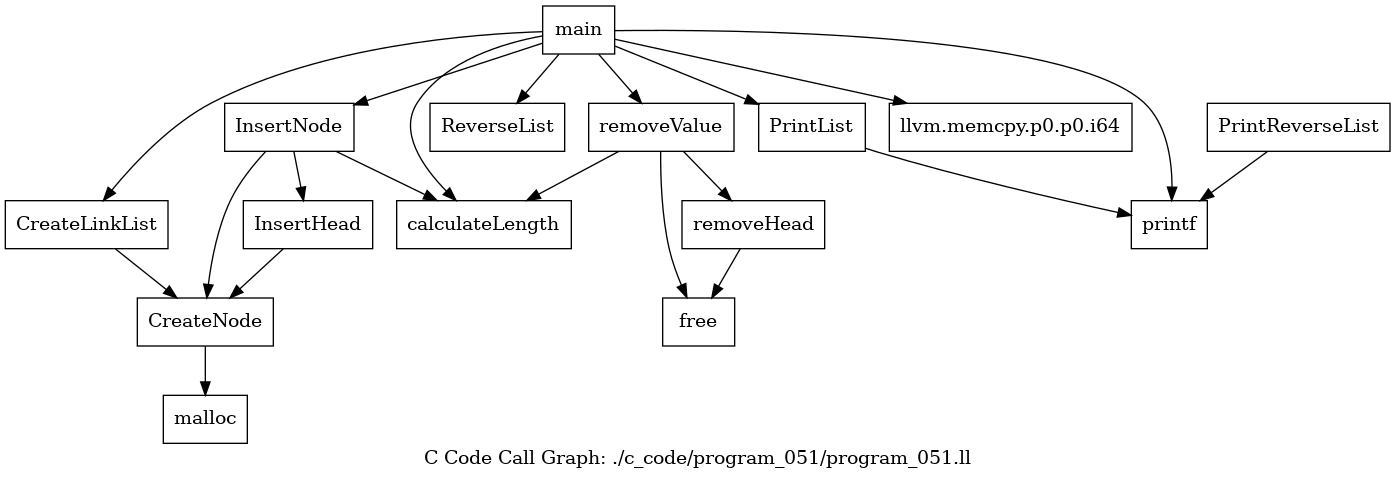 main
InsertNode
ReverseList
removeValue
PrintList
llvm.memcpy.p0.p0.i64
PrintReverseList
CreateLinkList
InsertHead
calculateLength
removeHead
printf
CreateNode
free
malloc
C Code Call Graph: ./c_code/program_051/program_051.ll